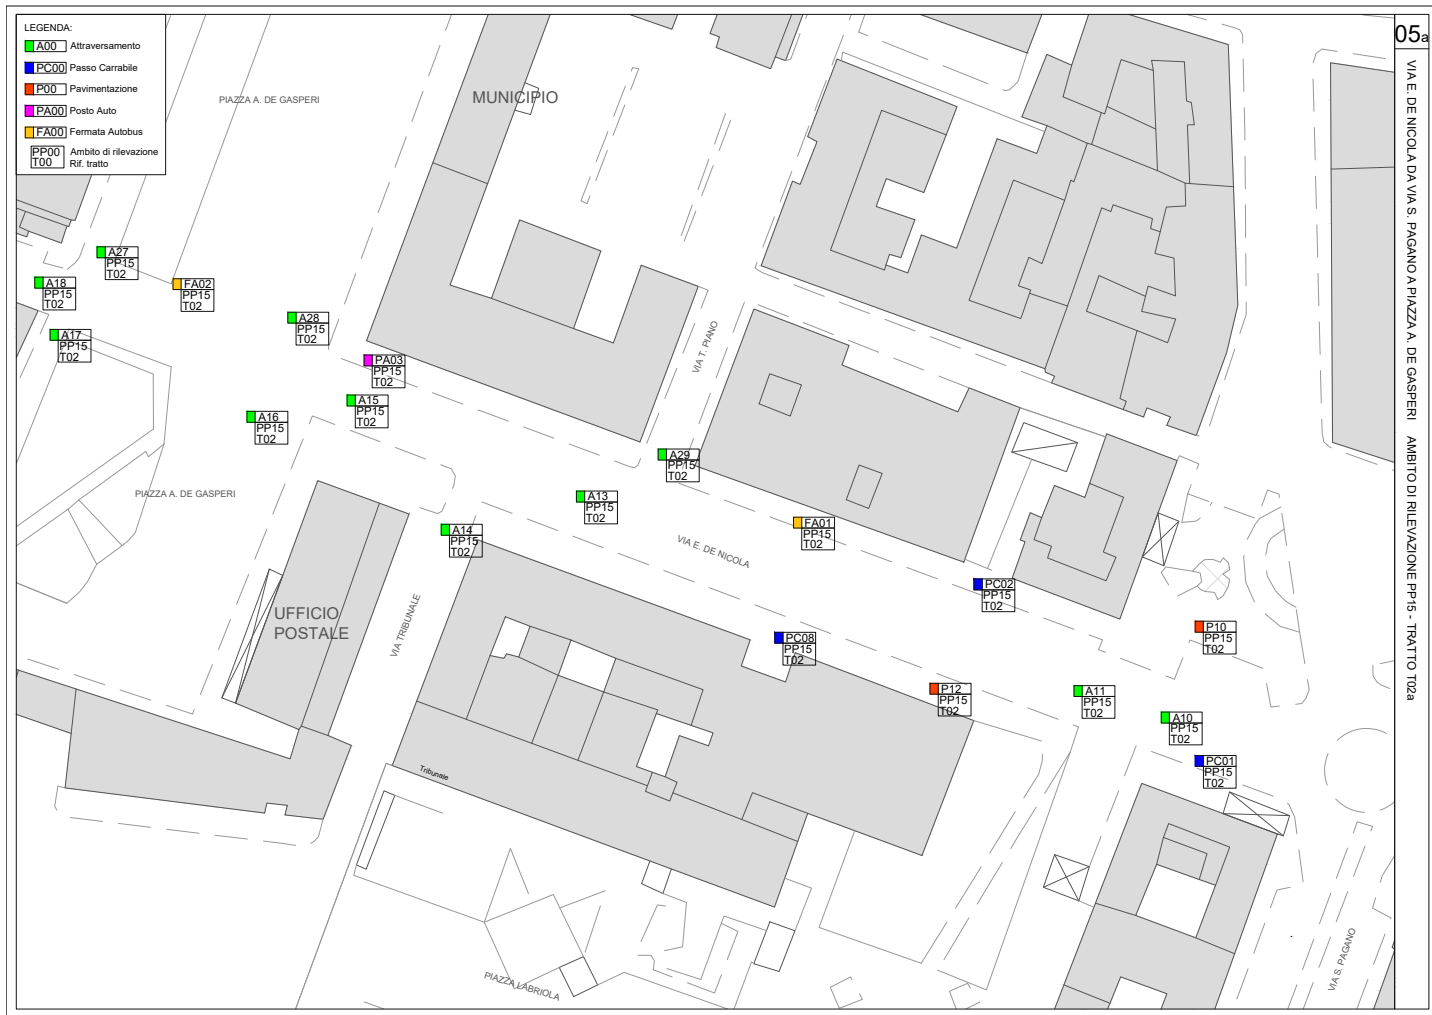 LEGENDA:
A00 Attraversamento
PC00 Passo Carrabile
P00 Pavimentazione
PA00 Posto Auto
FA00 Fermata Autobus
PP00 Ambito di rilevazione
T00 Rif. tratto
PIAZZA A. DE GASPERI
MUNICIPIO
05a
VIA E. DE NICOLA DA VIA S. PAGANO A PIAZZA A. DE GASPERI AMBITO DI RILEVAZIONE PP15 - TRATTO T02a
A27
PP15
T02
A18
PP15
T02
FA02
PP15
T02
A17
PP15
T02
A28
PP15
T02
PA03
PP15
T02
VIA T. PIANO
A15
PP15
T02
A16
PP15
T02
A29
PP15
T02
PIAZZA A. DE GASPERI
A13
PP15
T02
A14
PP15
T02
FA01
PP15
T02
VIA E. DE NICOLA
PC02
PP15
T02
UFFICIO
POSTALE
VIA TRIBUNALE
PC08
PP15
T02
P10
PP15
T02
P12
PP15
T02
A11
PP15
T02
A10
PP15
T02
PC01
PP15
T02
Tribunale
PIAZZA LABRIOLA
VIA S. PAGANO